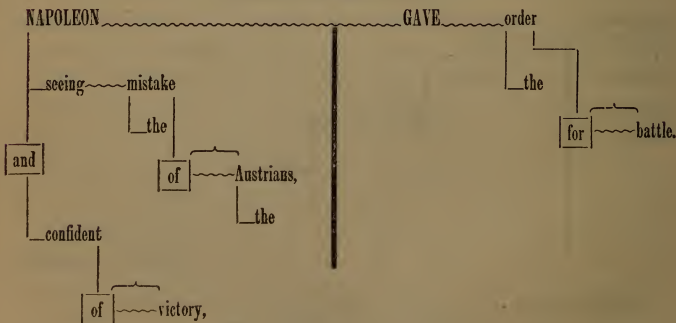 NAPOLEON GAVE order
seeing mistake the
the
and of Austrians, for battle.
the
confident
of victory,